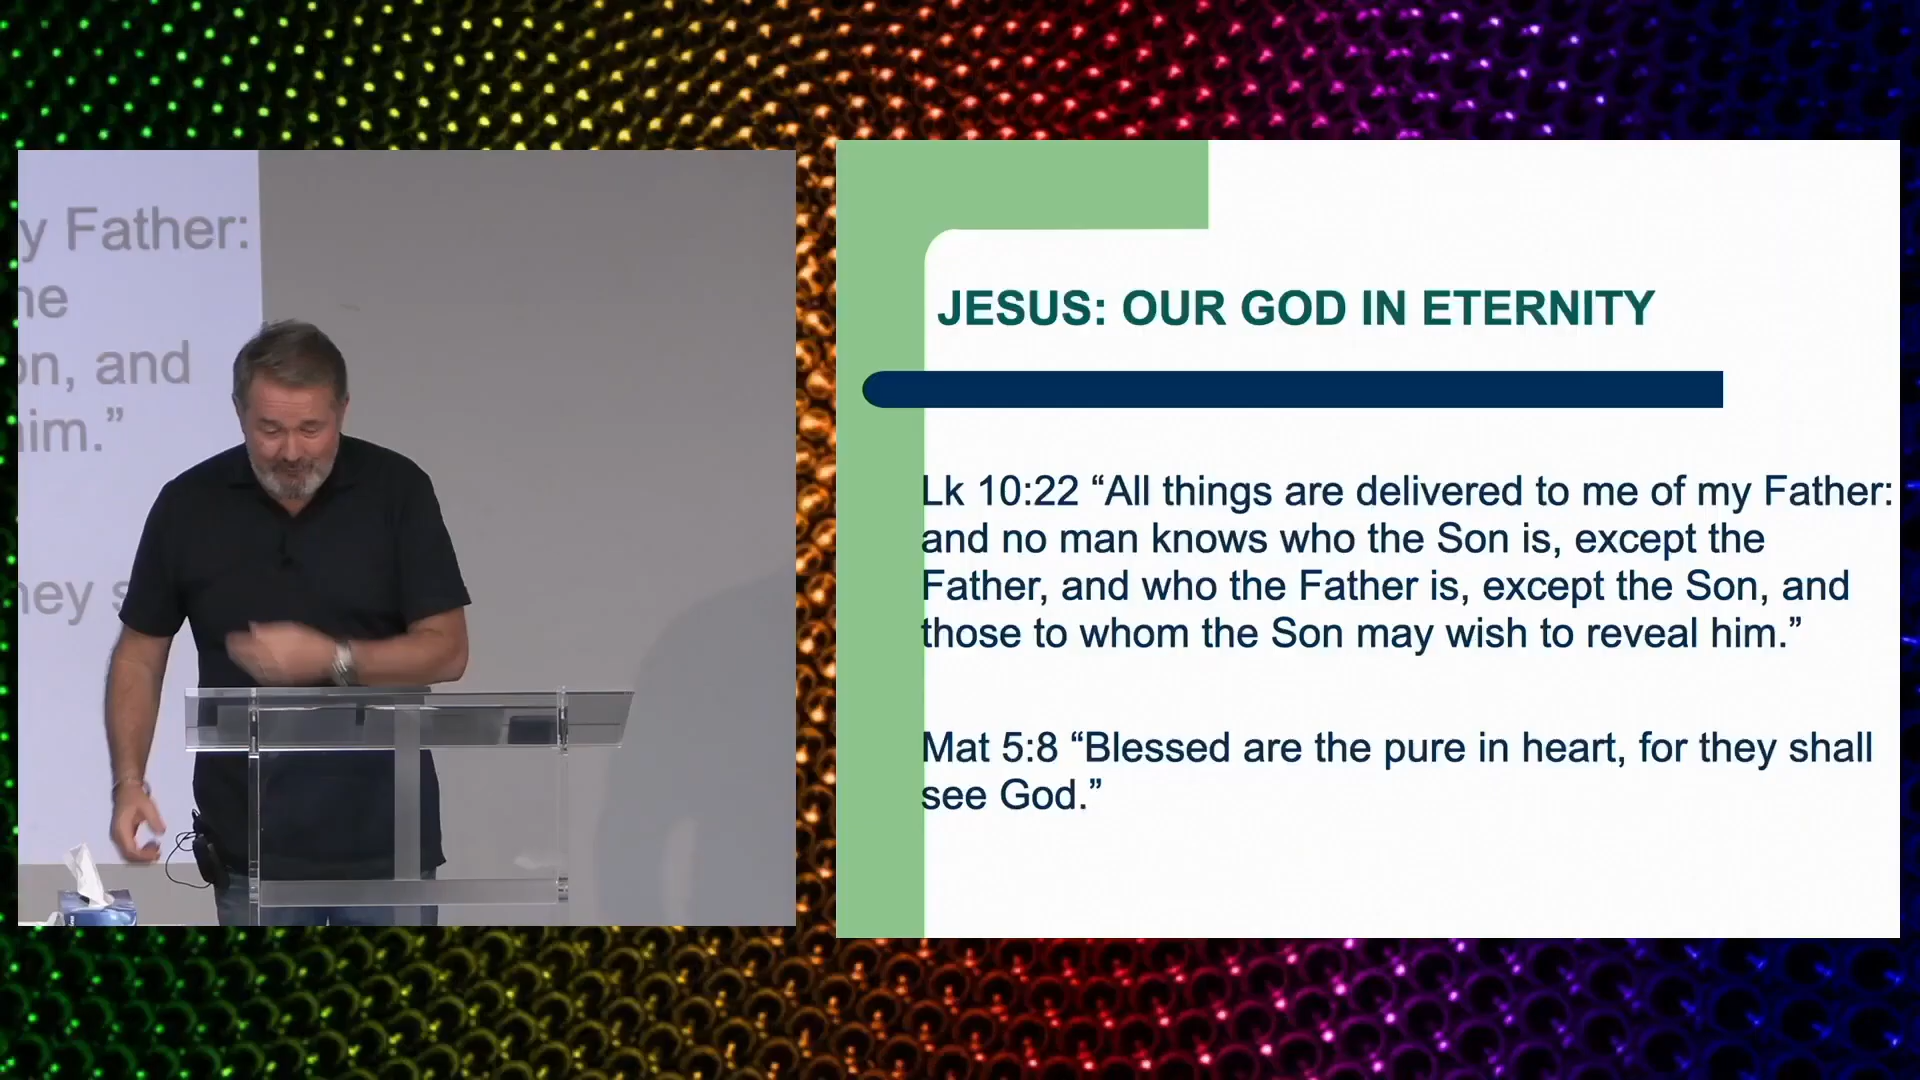 y Father:
ne
on, and
him.”
hey s
JESUS: OUR GOD IN ETERNITY
Lk 10:22 “All things are delivered to me of my Father:
and no man knows who the Son is, except the
Father, and who the Father is, except the Son, and
those to whom the Son may wish to reveal him.”
Mat 5:8 “Blessed are the pure in heart, for they shall
see God.”